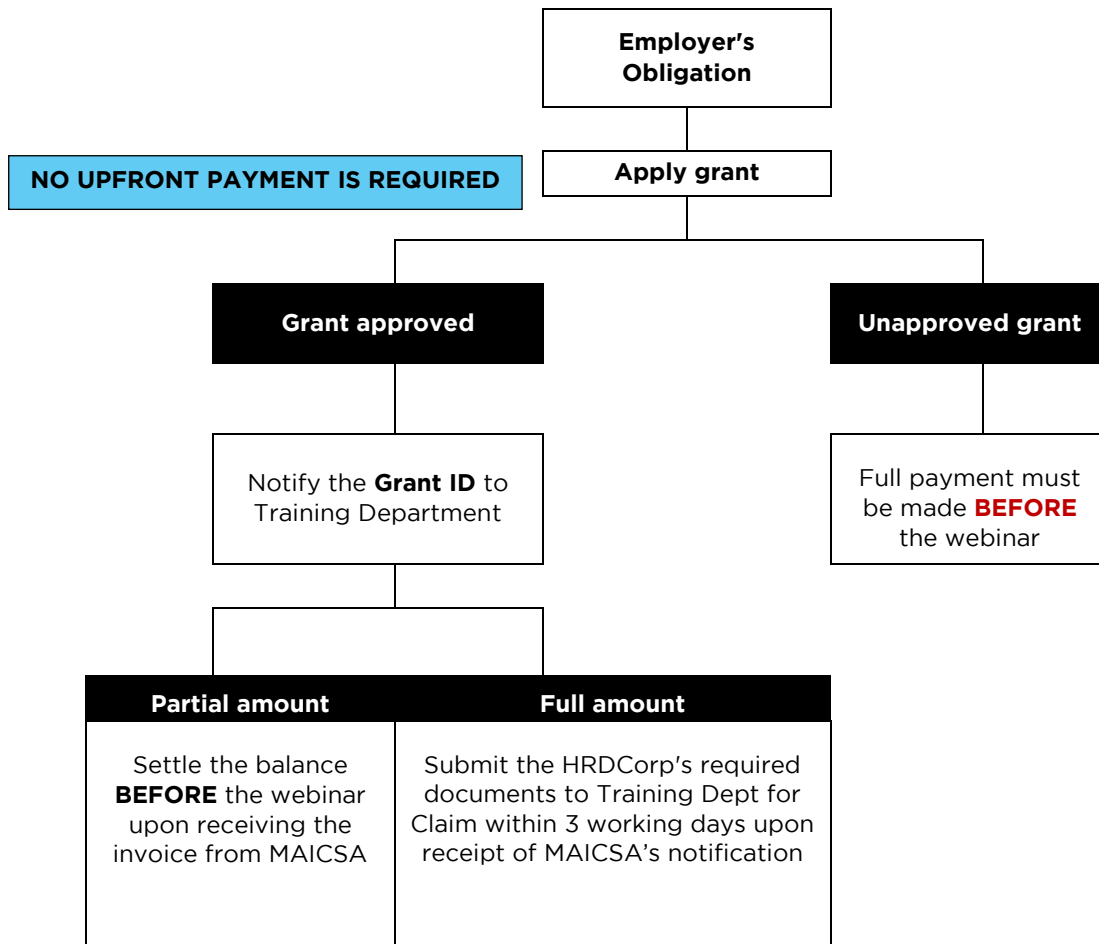 Employer's
Obligation
NO UPFRONT PAYMENT IS REQUIRED
Apply grant
Grant approved
Unapproved grant
Notify the Grant ID to
Training Department
Full payment must
be made BEFORE
the webinar
Partial amount
Full amount
Settle the balance
BEFORE the webinar
upon receiving the
invoice from MAICSA
Submit the HRDCorp's required
documents to Training Dept for
Claim within 3 working days upon
receipt of MAICSA’s notification